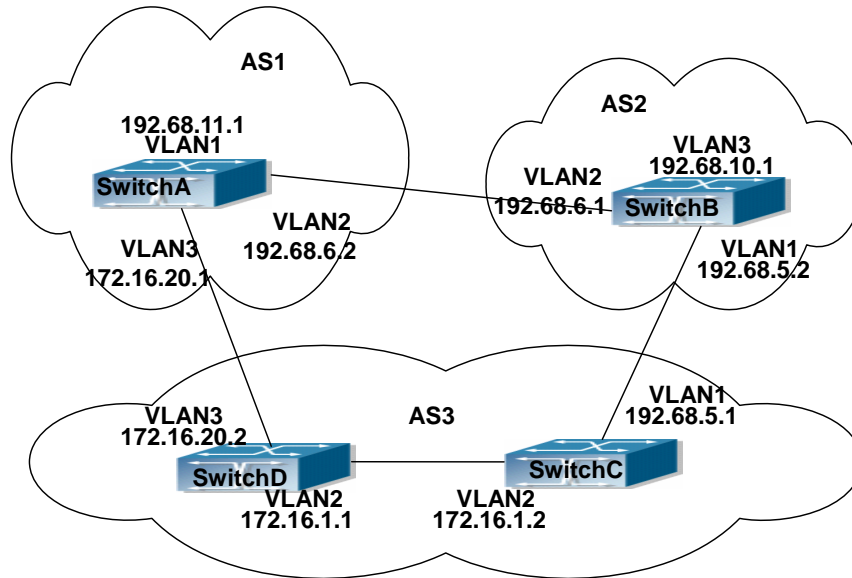 AS1
192.68.11.1
VLAN1
SwitchA
VLAN3
172.16.20.1
VLAN2
192.68.6.2
AS2
VLAN3
192.68.10.1
VLAN2
192.68.6.1
SwitchB
VLAN1
192.68.5.2
AS3
VLAN3
172.16.20.2
SwitchD
VLAN2
172.16.1.1
VLAN1
192.68.5.1
SwitchC
VLAN2
172.16.1.2